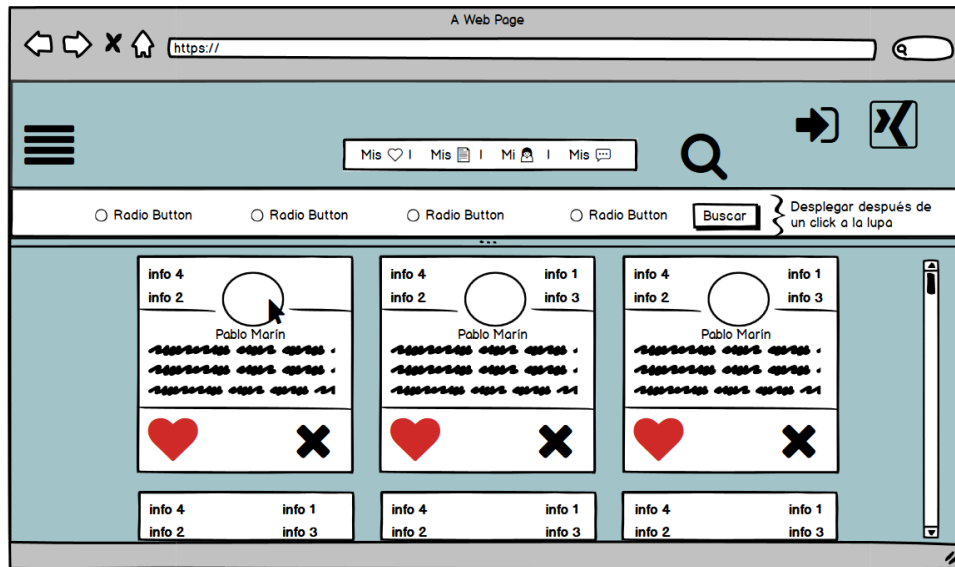 A Web Page
https://
Mis | Mis | Mi | Mis
Radio Button Radio Button Radio Button Radio Button Buscar
Desplegar después de
un click a la lupa
info 4
info 2
Pablo Marín
info 4 info 1
info 2 info 3
Pablo Marín
info 4 info 1
info 2 info 3
Pablo Marín
info 4 info 1
info 2 info 3
info 4 info 1
info 2 info 3
info 4 info 1
info 2 info 3